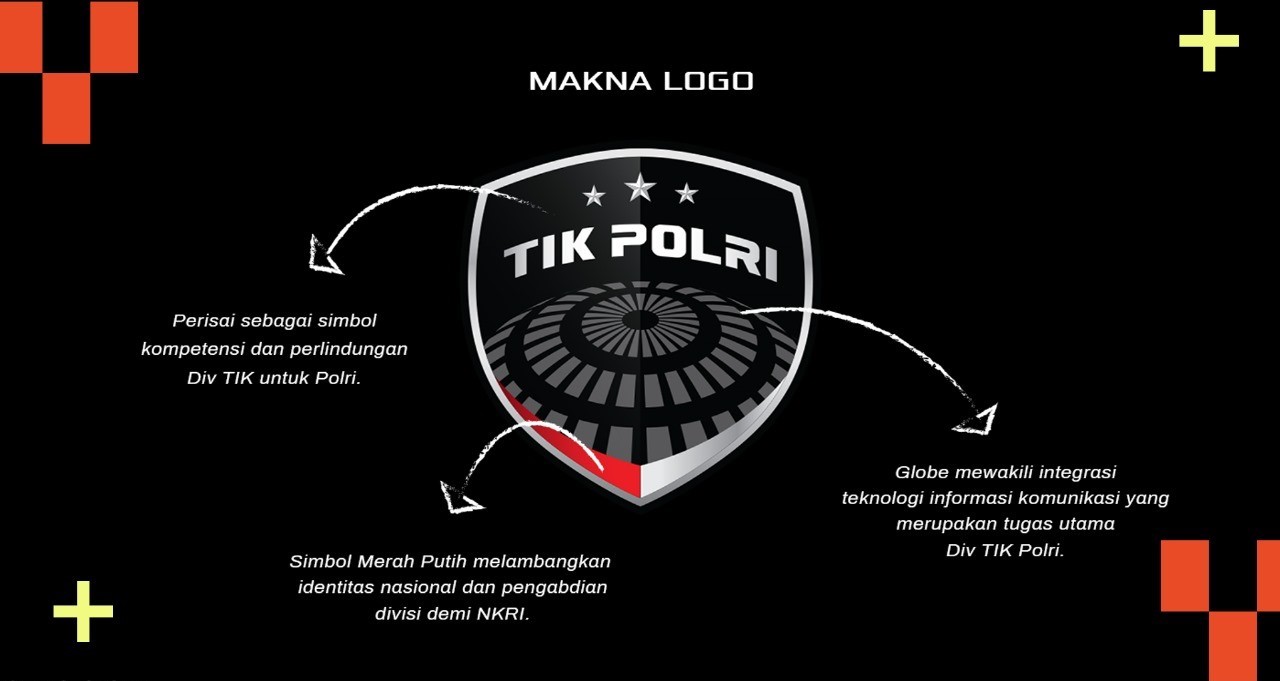 MAKNA LOGO
TIK POLRI
Perisai sebagai simbol
kompetensi dan perlindungan
Div TIK untuk Polri.
Globe mewakili integrasi
teknologi informasi komunikasi yang
merupakan tugas utama
Div TIK Polri.
Simbol Merah Putih melambangkan
identitas nasional dan pengabdian
divisi demi NKRI.